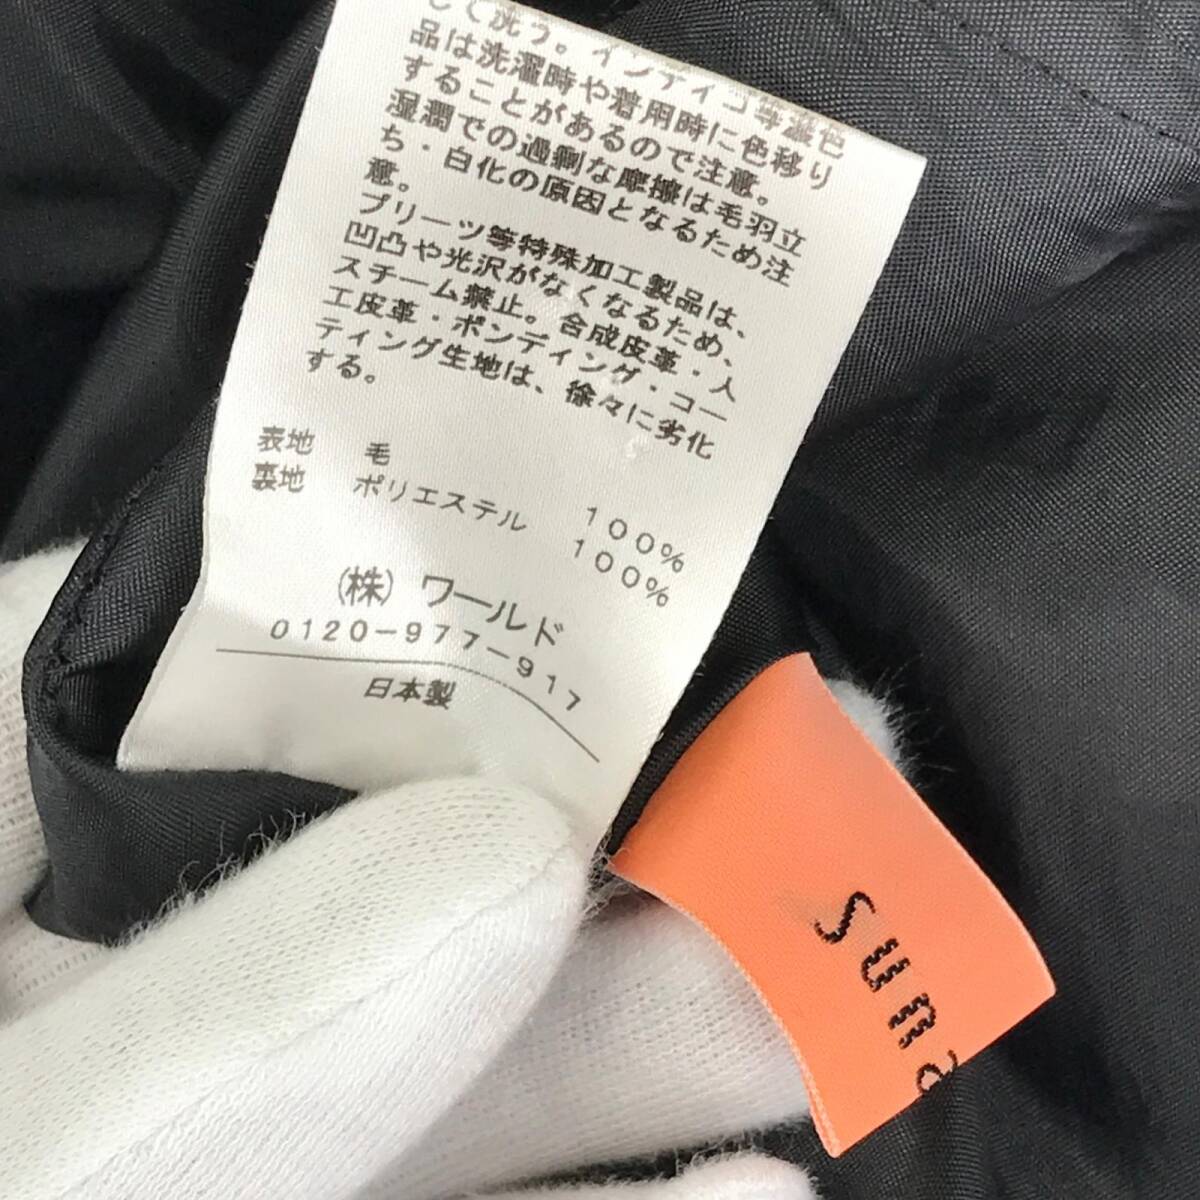 して洗う。インディゴ等濃色
品は洗濯時や着用時に色移り
することがあるので注意。
湿潤での過剰な摩擦は毛羽立
ち・白化の原因となるため注
意。
プリーツ等特殊加工製品は、
凹凸や光沢がなくなるため、
スチーム禁止。合成皮革・人
工皮革・ボンディング・コー
ティング生地は、徐々に劣化
する。
表地 毛 100%
裏地 ポリエステル 100%
(株) ワールド
0120-977-917
日本製
suna